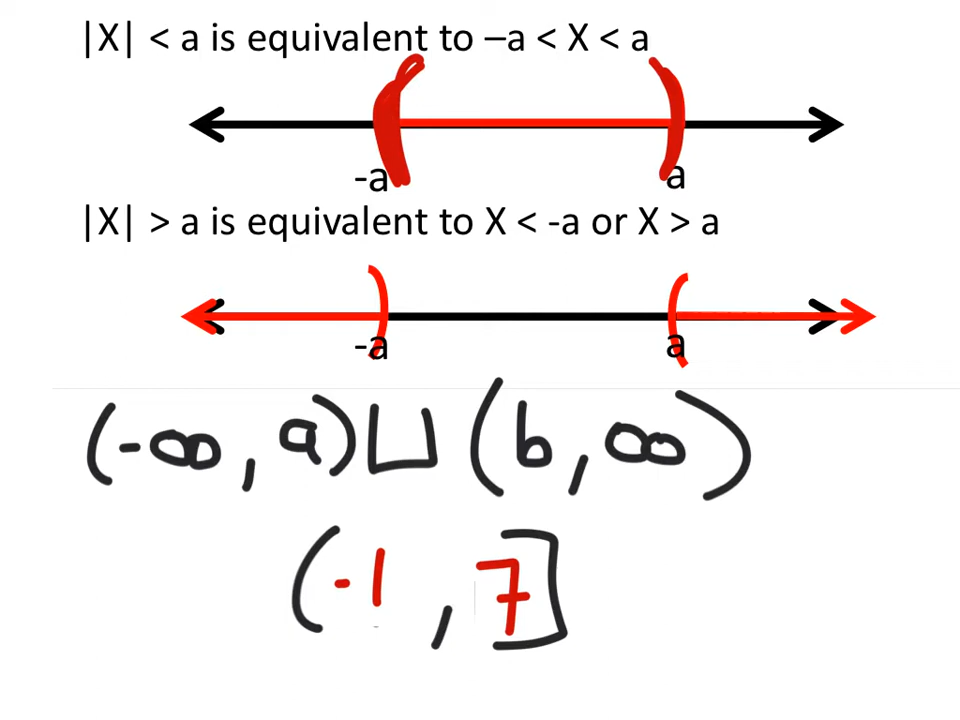 |X| < a is equivalent to –a < X < a
-a a
|X| > a is equivalent to X < -a or X > a
-a a
(-∞, a) ⊔ (b, ∞)
(-1, 7]